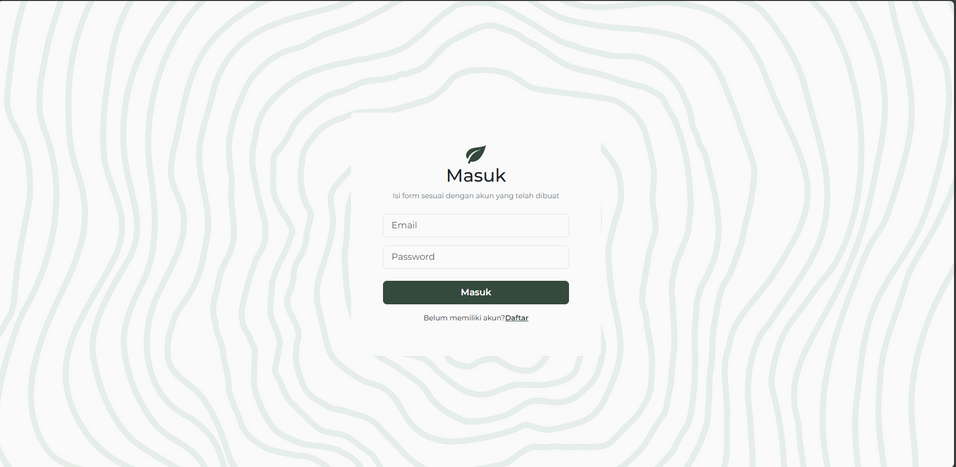 Masuk
Isi form sesuai dengan akun yang telah dibuat
Email
Password
Masuk
Belum memiliki akun?Daftar